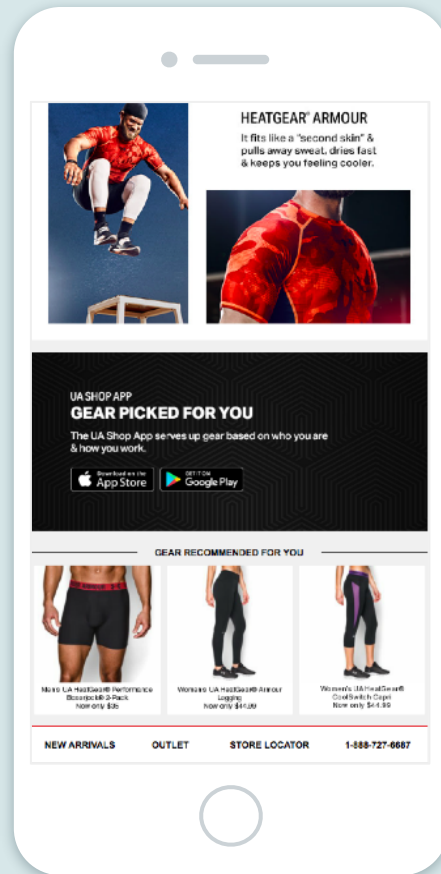 HEATGEAR® ARMOUR
It fits like a "second skin" &
pulls away sweat, dries fast
& keeps you feeling cooler.
UA SHOP APP
GEAR PICKED FOR YOU
The UA Shop App serves up gear based on who you are
& how you work.
Download on the
App Store
GET IT ON
Google Play
GEAR RECOMMENDED FOR YOU
Men's UA HeatGear® Performance
Boxerjock® 2-Pack
Now only $35
Women's UA HeatGear® Armour
Legging
Now only $44.99
Women's UA HeatGear®
CoolSwitch Capri
Now only $44.99
NEW ARRIVALS
OUTLET
STORE LOCATOR
1-888-727-6687